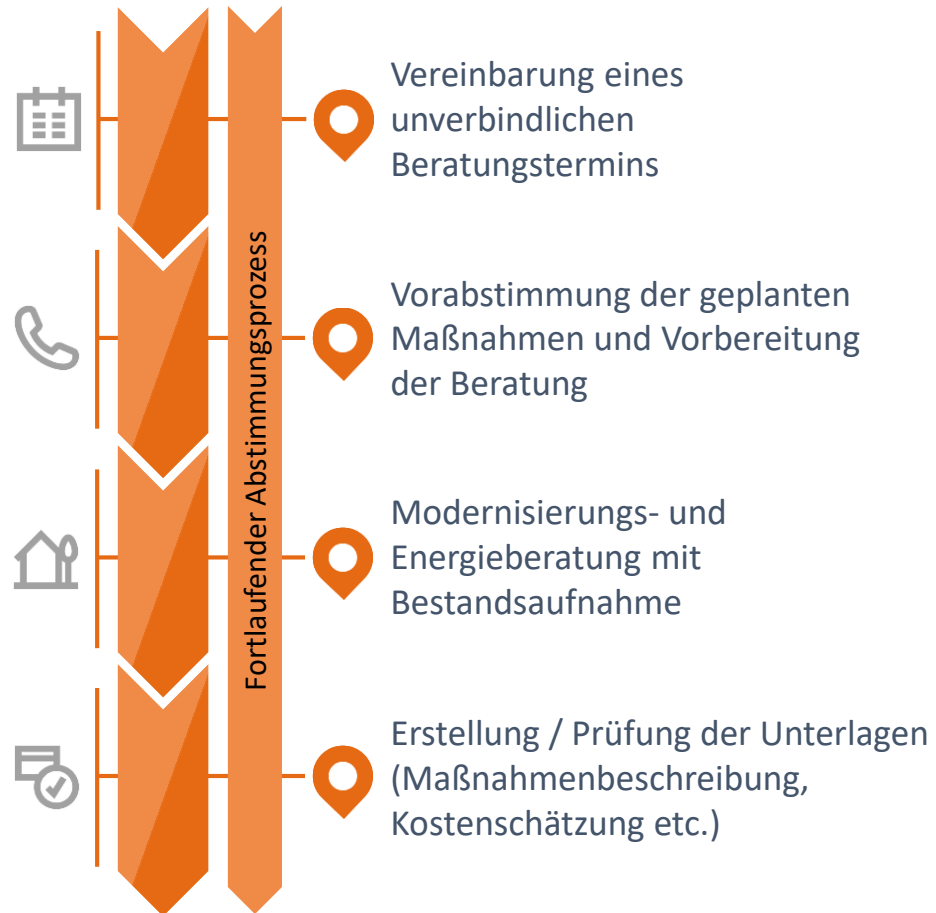 Vereinbarung eines
unverbindlichen
Beratungstermins
Fortlaufender Abstimmungsprozess
Vorabstimmung der geplanten
Maßnahmen und Vorbereitung
der Beratung
Modernisierungs- und
Energieberatung mit
Bestandsaufnahme
Erstellung / Prüfung der Unterlagen
(Maßnahmenbeschreibung,
Kostenschätzung etc.)